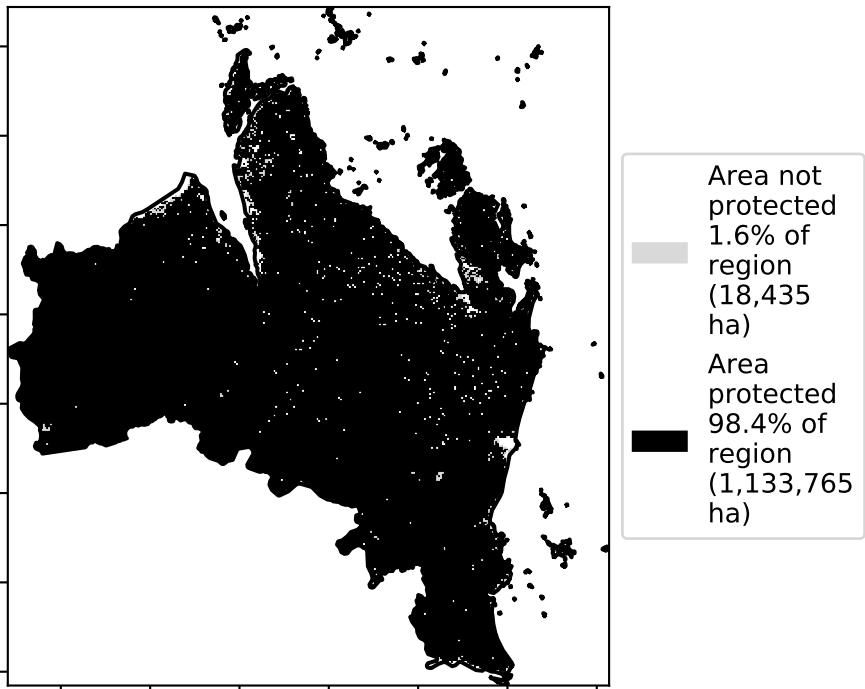 Area not
protected
1.6% of
region
(18,435
ha)
Area
protected
98.4% of
region
(1,133,765
ha)